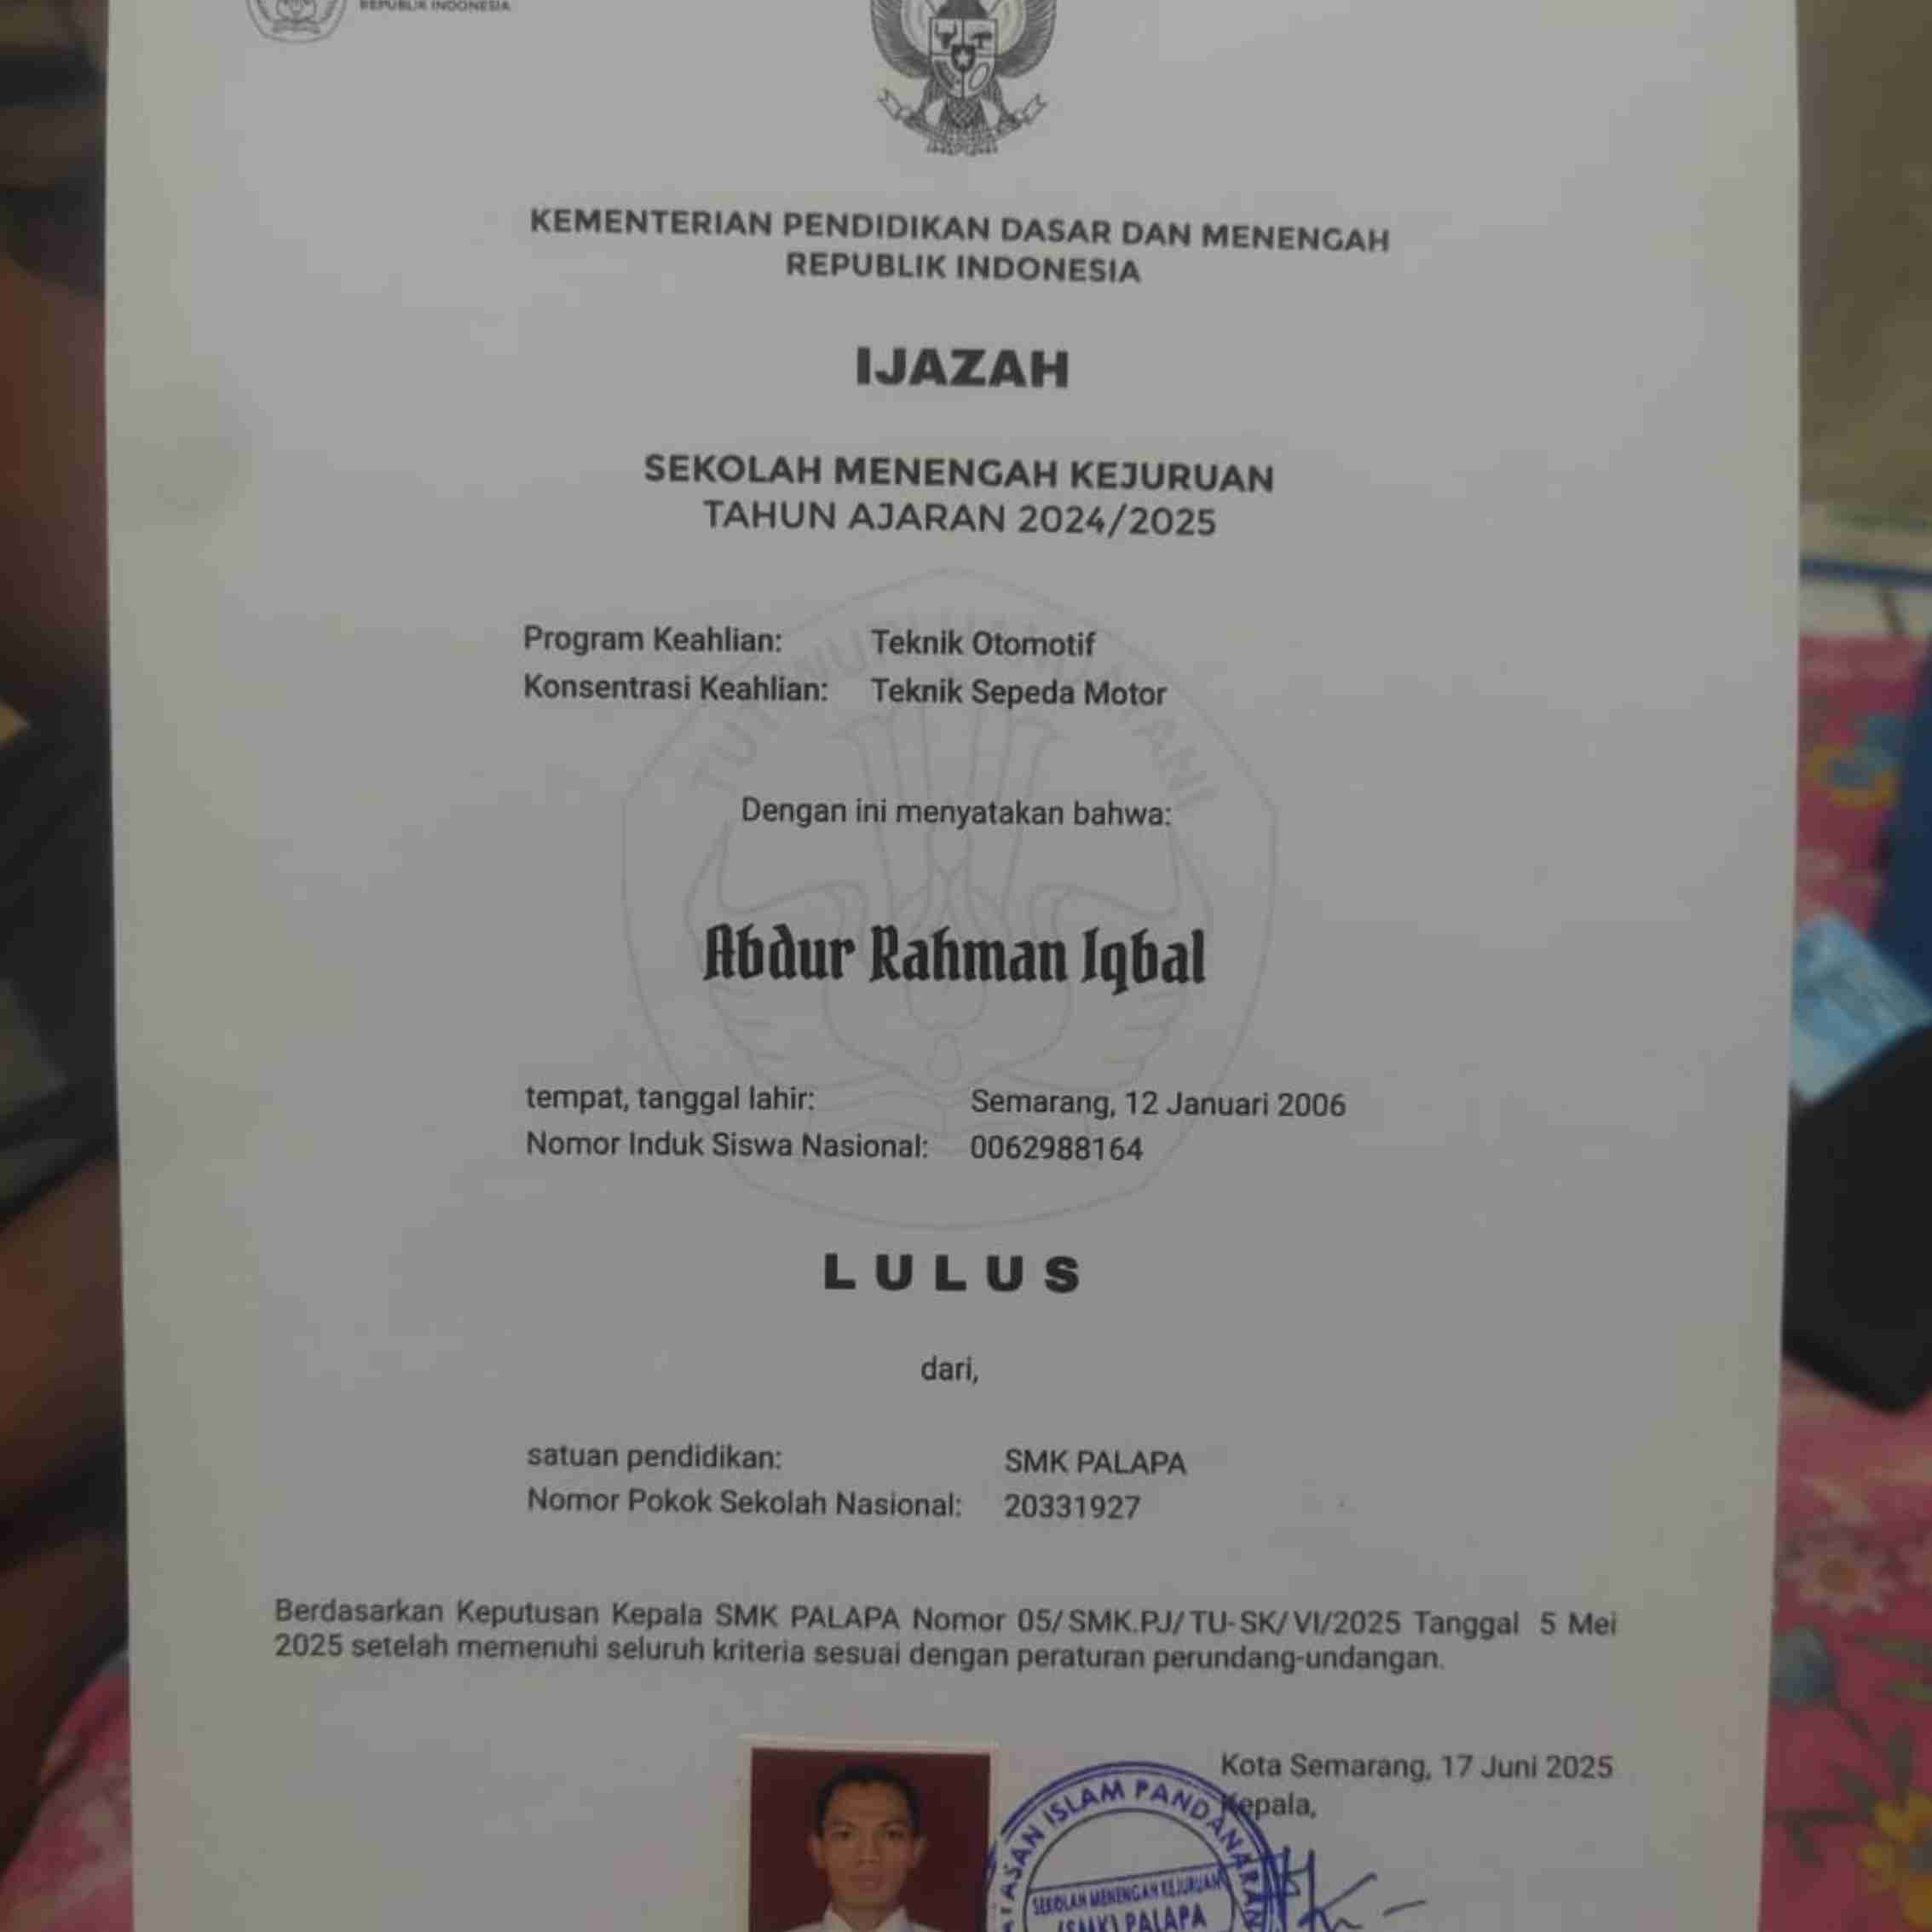 REPUBLIK INDONESIA
KEMENTERIAN PENDIDIKAN DASAR DAN MENENGAH
REPUBLIK INDONESIA
IJAZAH
SEKOLAH MENENGAH KEJURUAN
TAHUN AJARAN 2024/2025
Program Keahlian: Teknik Otomotif
Konsentrasi Keahlian: Teknik Sepeda Motor
Dengan ini menyatakan bahwa:
Abdur Rahman Iqbal
tempat, tanggal lahir: Semarang, 12 Januari 2006
Nomor Induk Siswa Nasional: 0062988164
LULUS
dari,
satuan pendidikan: SMK PALAPA
Nomor Pokok Sekolah Nasional: 20331927
Berdasarkan Keputusan Kepala SMK PALAPA Nomor 05/SMK.PJ/TU-SK/VI/2025 Tanggal 5 Mei
2025 setelah memenuhi seluruh kriteria sesuai dengan peraturan perundang-undangan.
Kota Semarang, 17 Juni 2025
Kepala,
ISLAM PANDANARAN
SEKOLAH MENENGAH KEJURUAN
(SMK) PALAPA